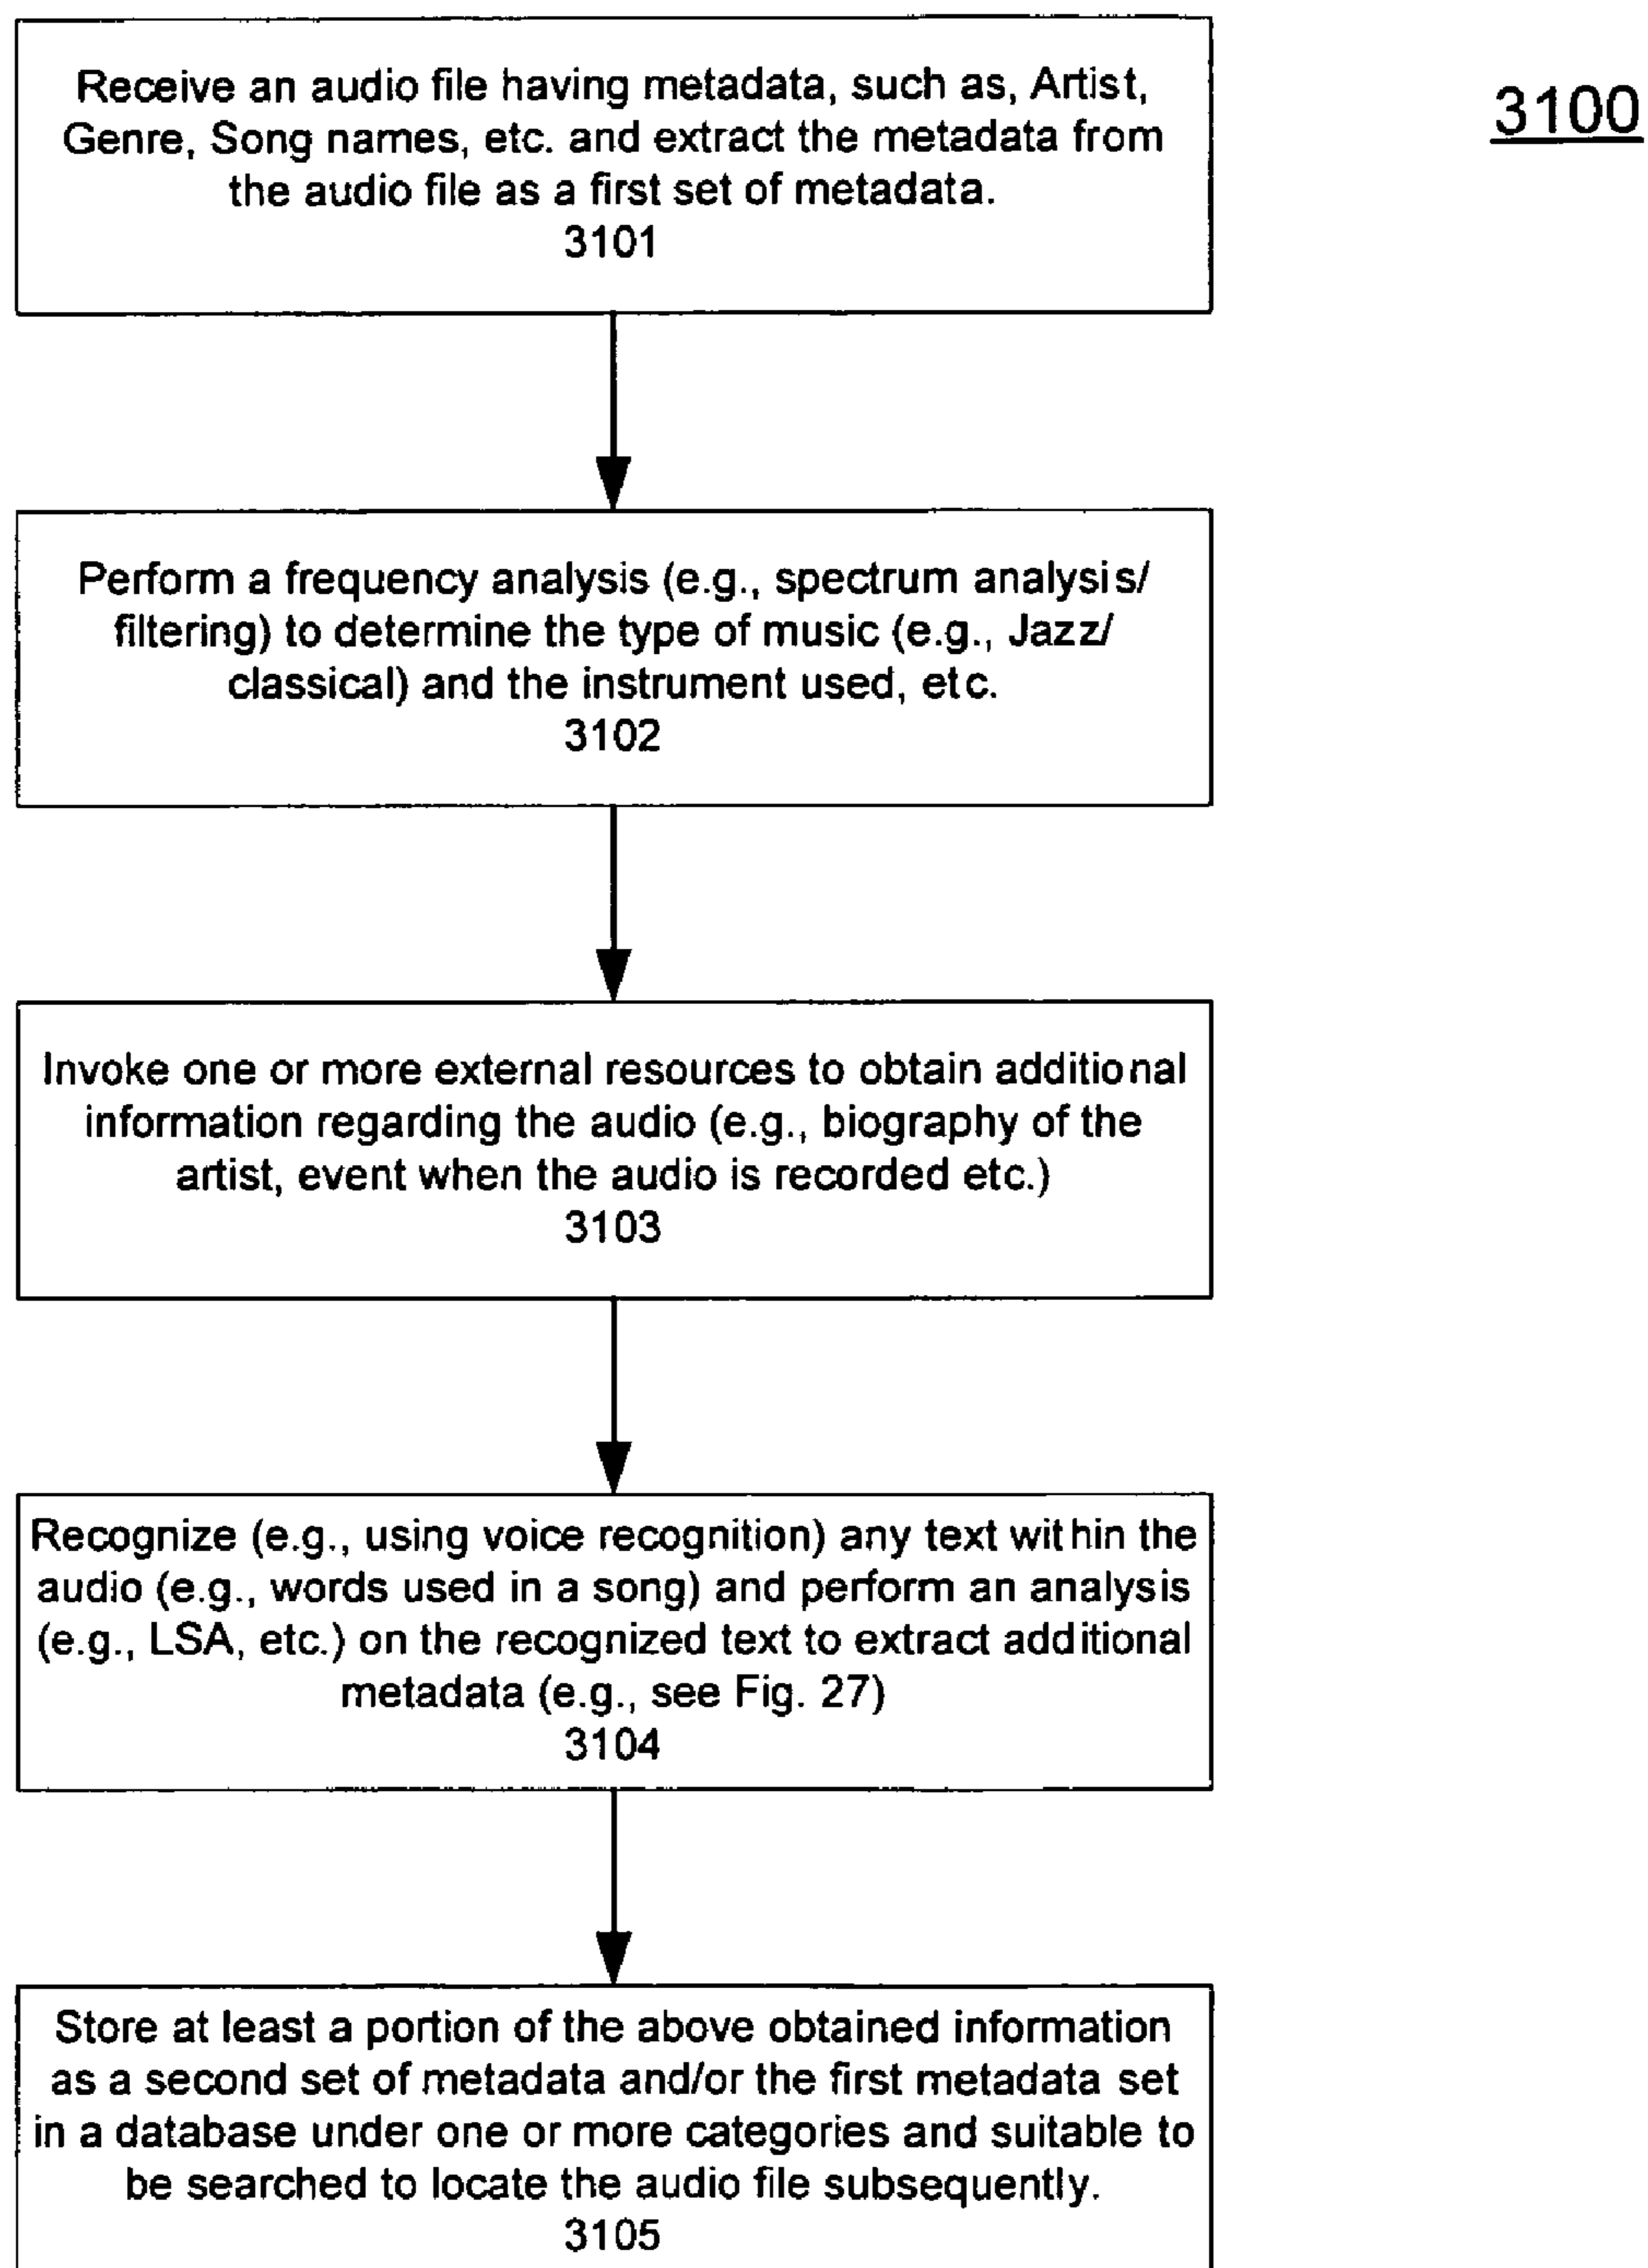 Receive an audio file having metadata, such as, Artist,
Genre, Song names, etc. and extract the metadata from
the audio file as a first set of metadata.
3101
3100
Perform a frequency analysis (e.g., spectrum analysis/
filtering) to determine the type of music (e.g., Jazz/
classical) and the instrument used, etc.
3102
Invoke one or more external resources to obtain additional
information regarding the audio (e.g., biography of the
artist, event when the audio is recorded etc.)
3103
Recognize (e.g., using voice recognition) any text within the
audio (e.g., words used in a song) and perform an analysis
(e.g., LSA, etc.) on the recognized text to extract additional
metadata (e.g., see Fig. 27)
3104
Store at least a portion of the above obtained information
as a second set of metadata and/or the first metadata set
in a database under one or more categories and suitable to
be searched to locate the audio file subsequently.
3105